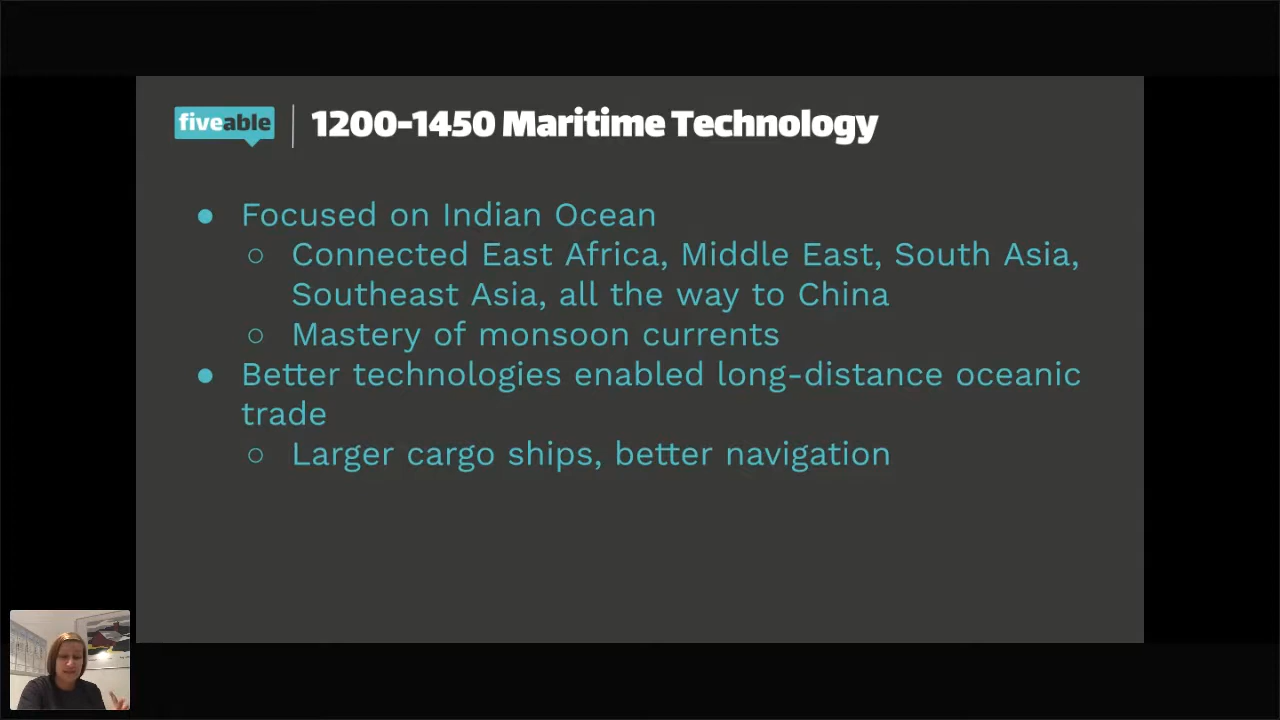 fiveable
1200-1450 Maritime Technology
● Focused on Indian Ocean
○ Connected East Africa, Middle East, South Asia,
Southeast Asia, all the way to China
○ Mastery of monsoon currents
● Better technologies enabled long-distance oceanic
trade
○ Larger cargo ships, better navigation